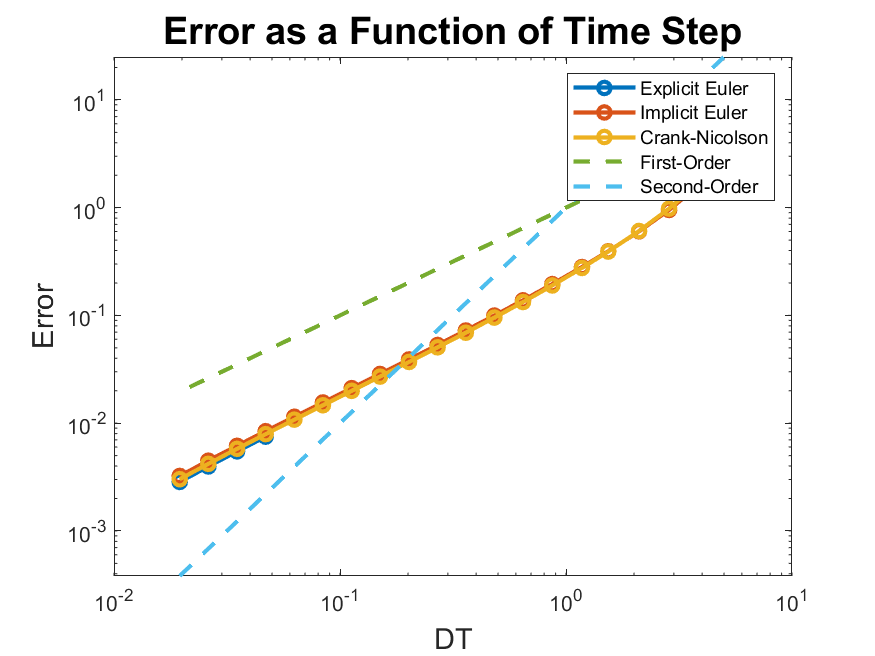 Error as a Function of Time Step
Explicit Euler
Implicit Euler
Crank-Nicolson
First-Order
Second-Order
10^1
10^0
10^-1
10^-2
10^-3
Error
10^-2 10^-1 10^0 10^1
DT